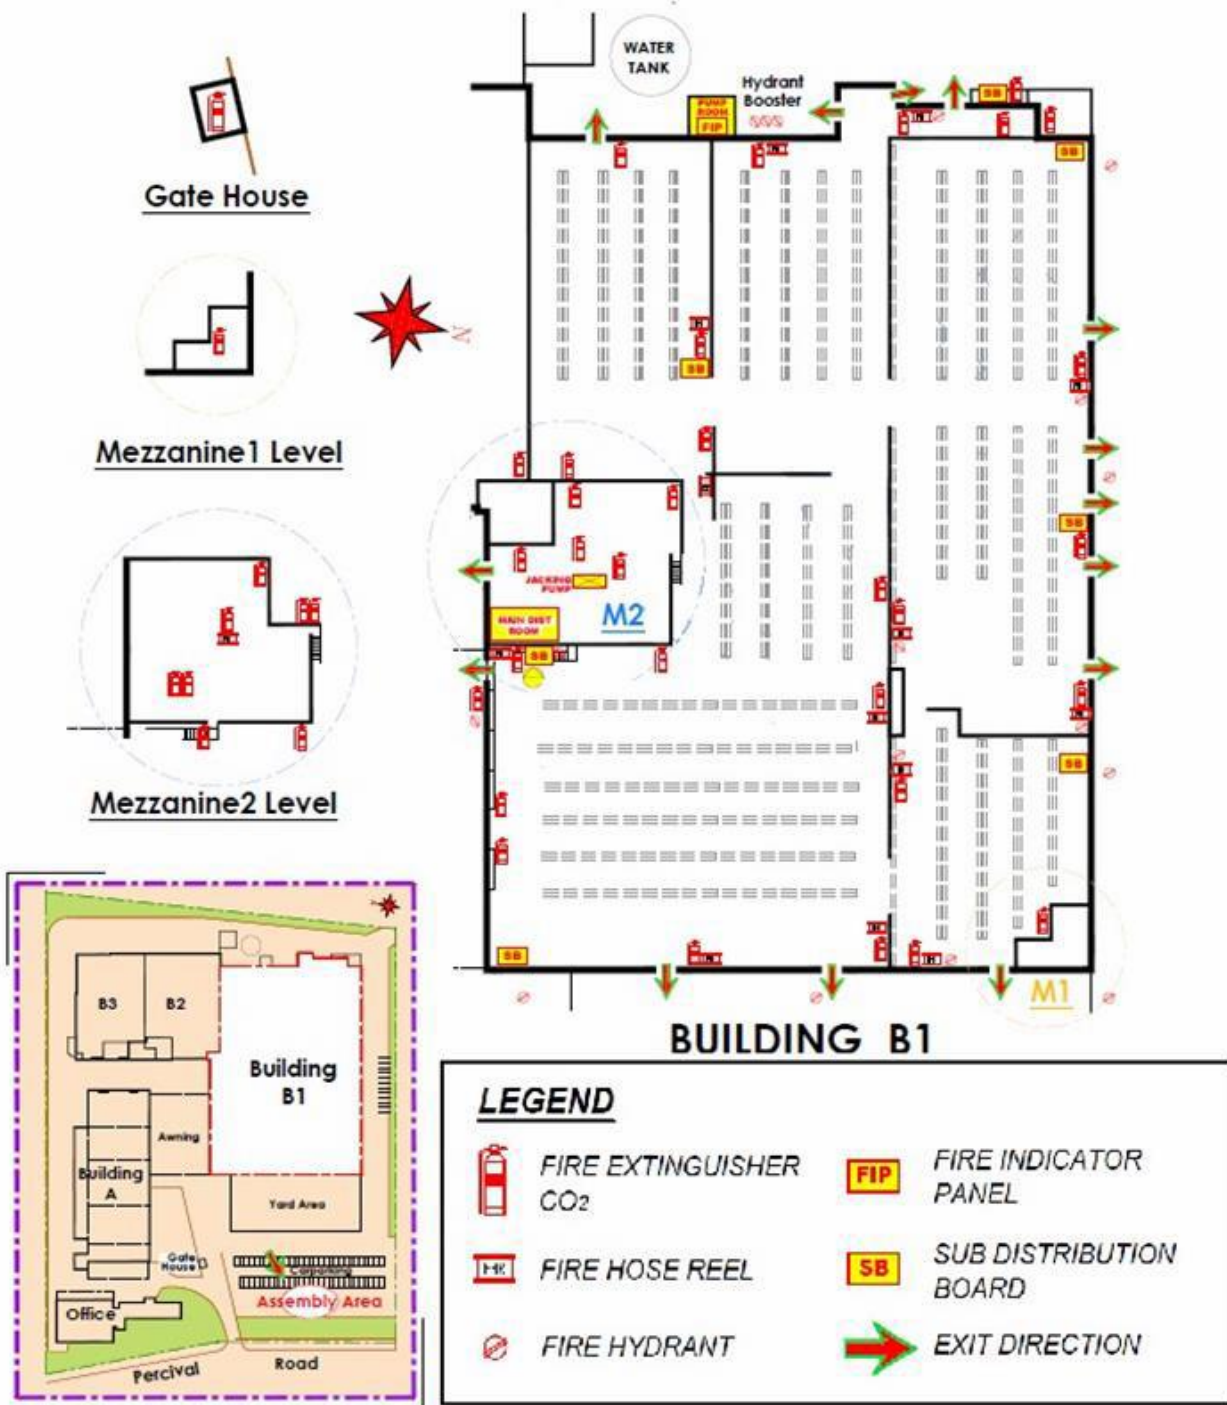 WATER
TANK
Hydrant
Booster
PUMP
ROOM
FIP
SB
SB
Gate House
N
Mezzanine1 Level
SB
SB
JACKING
PUMP
M2
MAIN DIST
ROOM
SB
SB
Mezzanine2 Level
SB
M1
BUILDING B1
B3
B2
Building
B1
Awning
Building
A
Yard Area
Gate
House
Carparking
Assembly Area
Office
Percival
Road
LEGEND
FIRE EXTINGUISHER
CO2
FIP
FIRE INDICATOR
PANEL
HR
FIRE HOSE REEL
SB
SUB DISTRIBUTION
BOARD
FIRE HYDRANT
EXIT DIRECTION